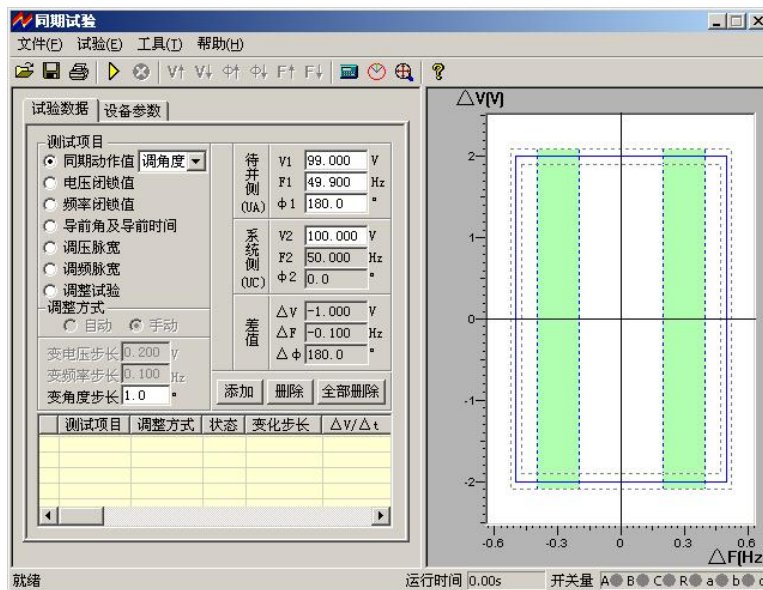 同期试验
文件(F) 试验(E) 工具(T) 帮助(H)
V↑ V↓ Φ↑ Φ↓ F↑ F↓
试验数据 设备参数
测试项目
同期动作值 调角度
电压闭锁值
频率闭锁值
导前角及导前时间
调压脉宽
调频脉宽
调整试验
调整方式
自动 手动
变电压步长 0.200 V
变频率步长 0.100 Hz
变角度步长 1.0 °
待并侧(UA)
V1 99.000 V
F1 49.900 Hz
Φ1 180.0 °
系统侧(UC)
V2 100.000 V
F2 50.000 Hz
Φ2 0.0 °
差值
△V -1.000 V
△F -0.100 Hz
△Φ 180.0 °
添加 删除 全部删除
测试项目 调整方式 状态 变化步长 △V/△t
△V(V)
2
1
0
-1
-2
-0.6 -0.3 0 0.3 0.6
△F(Hz
就绪 运行时间 0.00s 开关量 A B C R a b c